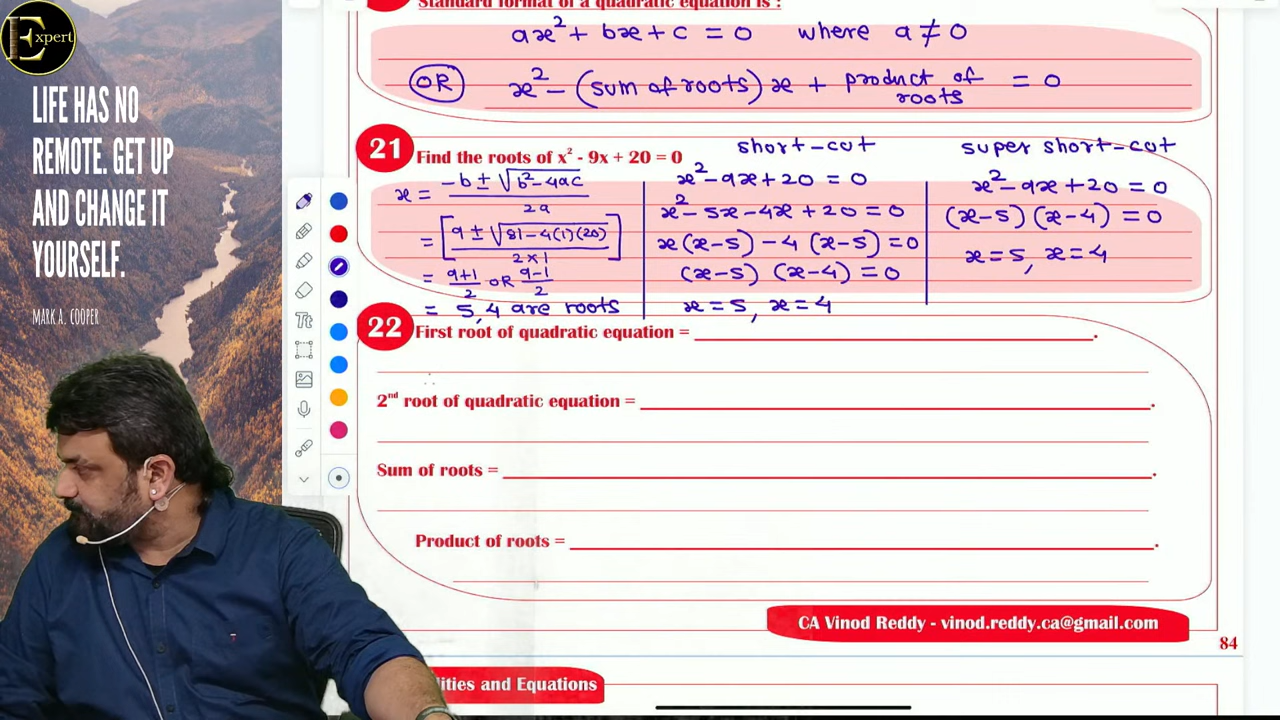 Expert
LIFE HAS NO
REMOTE. GET UP
AND CHANGE IT
YOURSELF.
MARK A. COOPER
Standard format of a quadratic equation is :
ax² + bx + c = 0 where a ≠ 0
OR x² - (sum of roots) x + product of roots = 0
21 Find the roots of x² - 9x + 20 = 0
x = -b ± √b² - 4ac / 2a
= [9 ± √81 - 4(1)(20) / 2x1]
= 9+1/2 OR 9-1/2
= 5, 4 are roots
short-cut
x² - 9x + 20 = 0
x² - 5x - 4x + 20 = 0
x(x-5) - 4(x-5) = 0
(x-5) (x-4) = 0
x = 5, x = 4
super short-cut
x² - 9x + 20 = 0
(x-5) (x-4) = 0
x = 5, x = 4
22 First root of quadratic equation = .
2nd root of quadratic equation = .
Sum of roots = .
Product of roots = .
CA Vinod Reddy - vinod.reddy.ca@gmail.com
84
and Equations
Tt